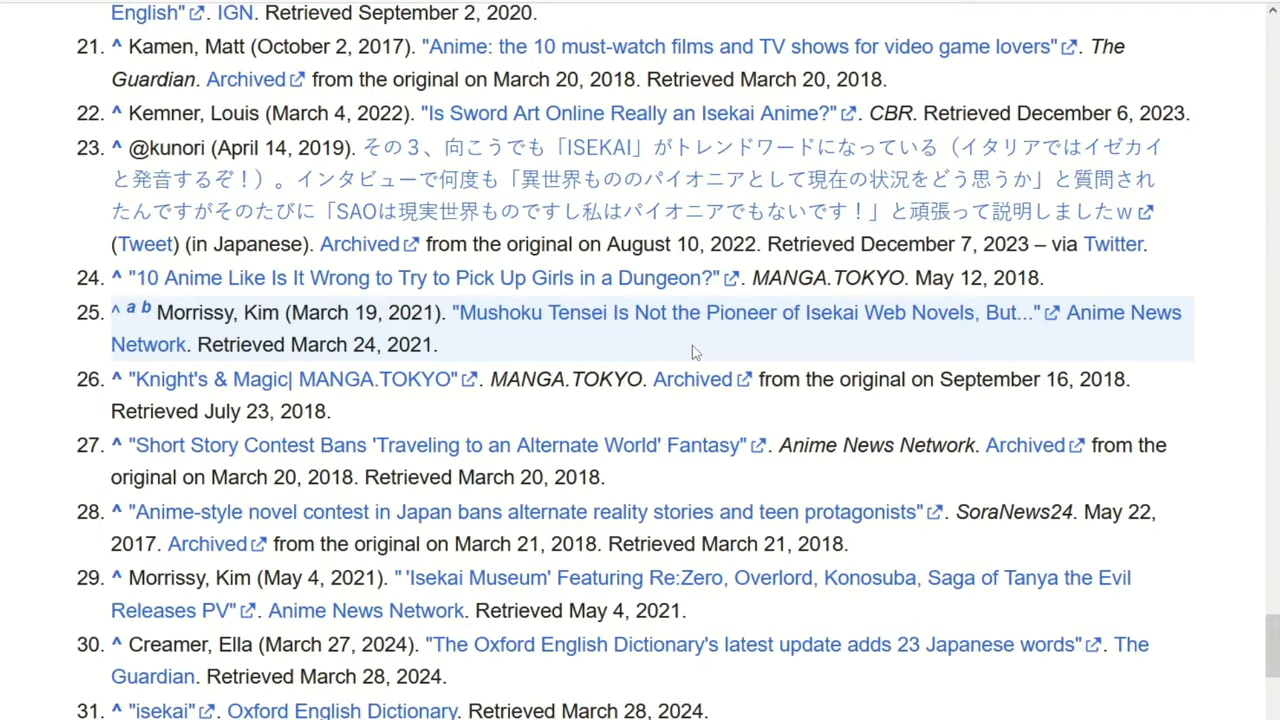 English". IGN. Retrieved September 2, 2020.
21. ^ Kamen, Matt (October 2, 2017). "Anime: the 10 must-watch films and TV shows for video game lovers". The
Guardian. Archived from the original on March 20, 2018. Retrieved March 20, 2018.
22. ^ Kemner, Louis (March 4, 2022). "Is Sword Art Online Really an Isekai Anime?". CBR. Retrieved December 6, 2023.
23. ^ @kunori (April 14, 2019). その３、向こうでも「ISEKAI」がトレンドワードになっている（イタリアではイゼカイ
と発音するぞ！）。インタビューで何度も「異世界もののパイオニアとして現在の状況をどう思うか」と質問され
たんですがそのたびに「SAOは現実世界ものですし私はパイオニアでもないです！」と頑張って説明しましたｗ
(Tweet) (in Japanese). Archived from the original on August 10, 2022. Retrieved December 7, 2023 – via Twitter.
24. ^ "10 Anime Like Is It Wrong to Try to Pick Up Girls in a Dungeon?". MANGA.TOKYO. May 12, 2018.
25. ^ a b Morrissy, Kim (March 19, 2021). "Mushoku Tensei Is Not the Pioneer of Isekai Web Novels, But..." Anime News
Network. Retrieved March 24, 2021.
26. ^ "Knight's & Magic| MANGA.TOKYO". MANGA.TOKYO. Archived from the original on September 16, 2018.
Retrieved July 23, 2018.
27. ^ "Short Story Contest Bans 'Traveling to an Alternate World' Fantasy". Anime News Network. Archived from the
original on March 20, 2018. Retrieved March 20, 2018.
28. ^ "Anime-style novel contest in Japan bans alternate reality stories and teen protagonists". SoraNews24. May 22,
2017. Archived from the original on March 21, 2018. Retrieved March 21, 2018.
29. ^ Morrissy, Kim (May 4, 2021). " 'Isekai Museum' Featuring Re:Zero, Overlord, Konosuba, Saga of Tanya the Evil
Releases PV". Anime News Network. Retrieved May 4, 2021.
30. ^ Creamer, Ella (March 27, 2024). "The Oxford English Dictionary's latest update adds 23 Japanese words". The
Guardian. Retrieved March 28, 2024.
31. ^ "isekai". Oxford English Dictionary. Retrieved March 28, 2024.